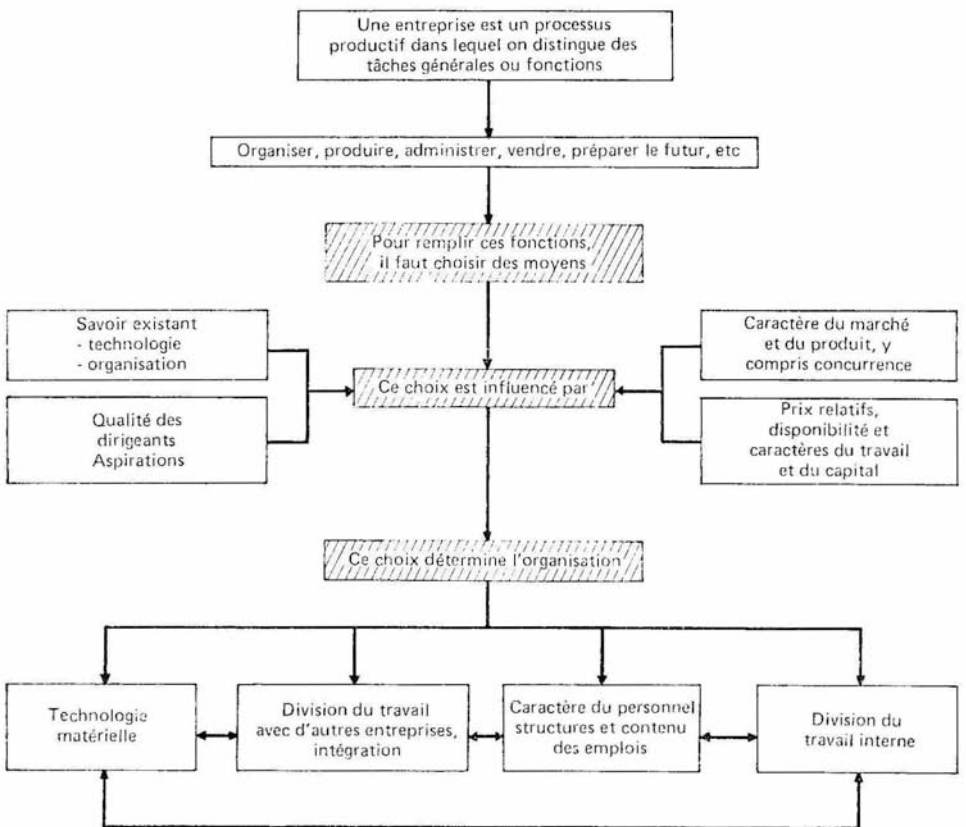 Une entreprise est un processus
productif dans lequel on distingue des
tâches générales ou fonctions
Organiser, produire, administrer, vendre, préparer le futur, etc
Pour remplir ces fonctions,
il faut choisir des moyens
Savoir existant
- technologie
- organisation
Caractère du marché
et du produit, y
compris concurrence
Ce choix est influencé par
Qualité des
dirigeants
Aspirations
Prix relatifs,
disponibilité et
caractères du travail
et du capital
Ce choix détermine l'organisation
Technologie
matérielle
Division du travail
avec d'autres entreprises,
intégration
Caractère du personnel
structures et contenu
des emplois
Division du
travail interne